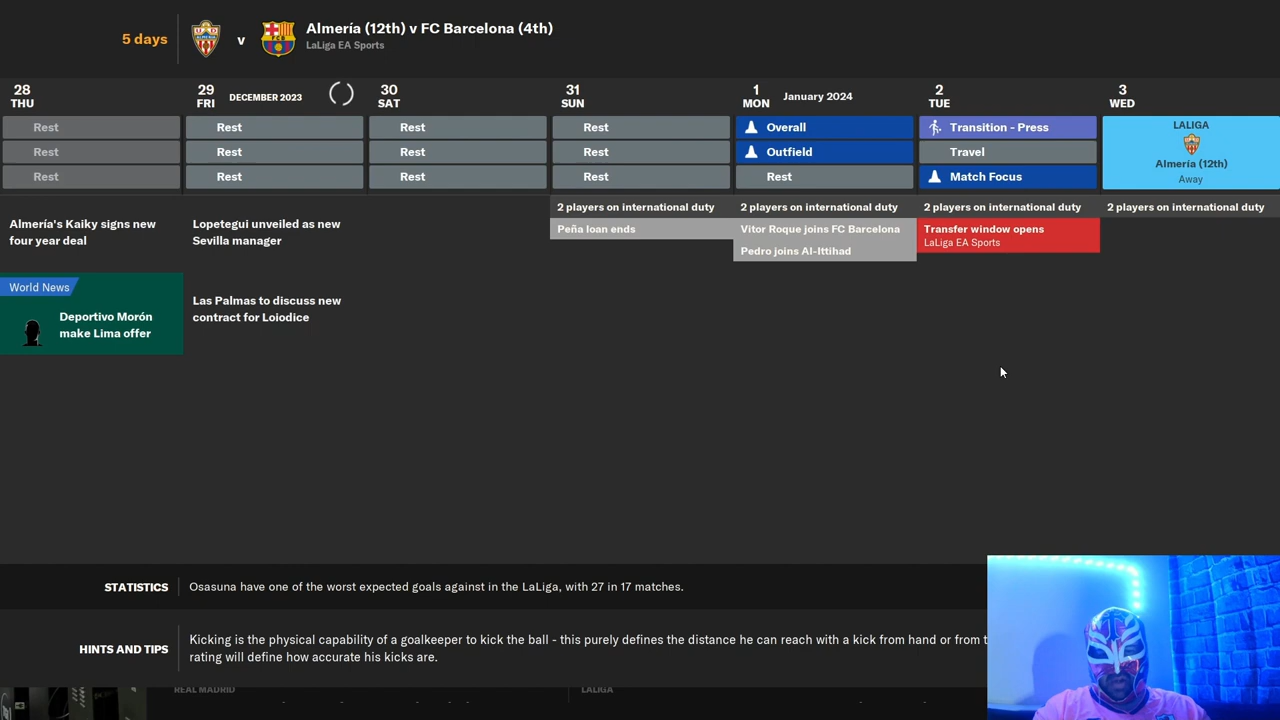 5 days
v
Almería (12th) v FC Barcelona (4th)
LaLiga EA Sports
28
THU
29
FRI
DECEMBER 2023
30
SAT
31
SUN
1
MON
January 2024
2
TUE
3
WED
Rest
Rest
Rest
Rest
Overall
Transition - Press
LALIGA
Rest
Rest
Rest
Rest
Outfield
Travel
Almería (12th)
Rest
Rest
Rest
Rest
Rest
Match Focus
Away
2 players on international duty
2 players on international duty
2 players on international duty
2 players on international duty
Almería's Kaiky signs new
four year deal
Lopetegui unveiled as new
Sevilla manager
Peña loan ends
Vitor Roque joins FC Barcelona
Pedro joins Al-Ittihad
Transfer window opens
LaLiga EA Sports
World News
Deportivo Morón
make Lima offer
Las Palmas to discuss new
contract for Loiodice
STATISTICS
Osasuna have one of the worst expected goals against in the LaLiga, with 27 in 17 matches.
HINTS AND TIPS
Kicking is the physical capability of a goalkeeper to kick the ball - this purely defines the distance he can reach with a kick from hand or from
rating will define how accurate his kicks are.
REAL MADRID
LALIGA